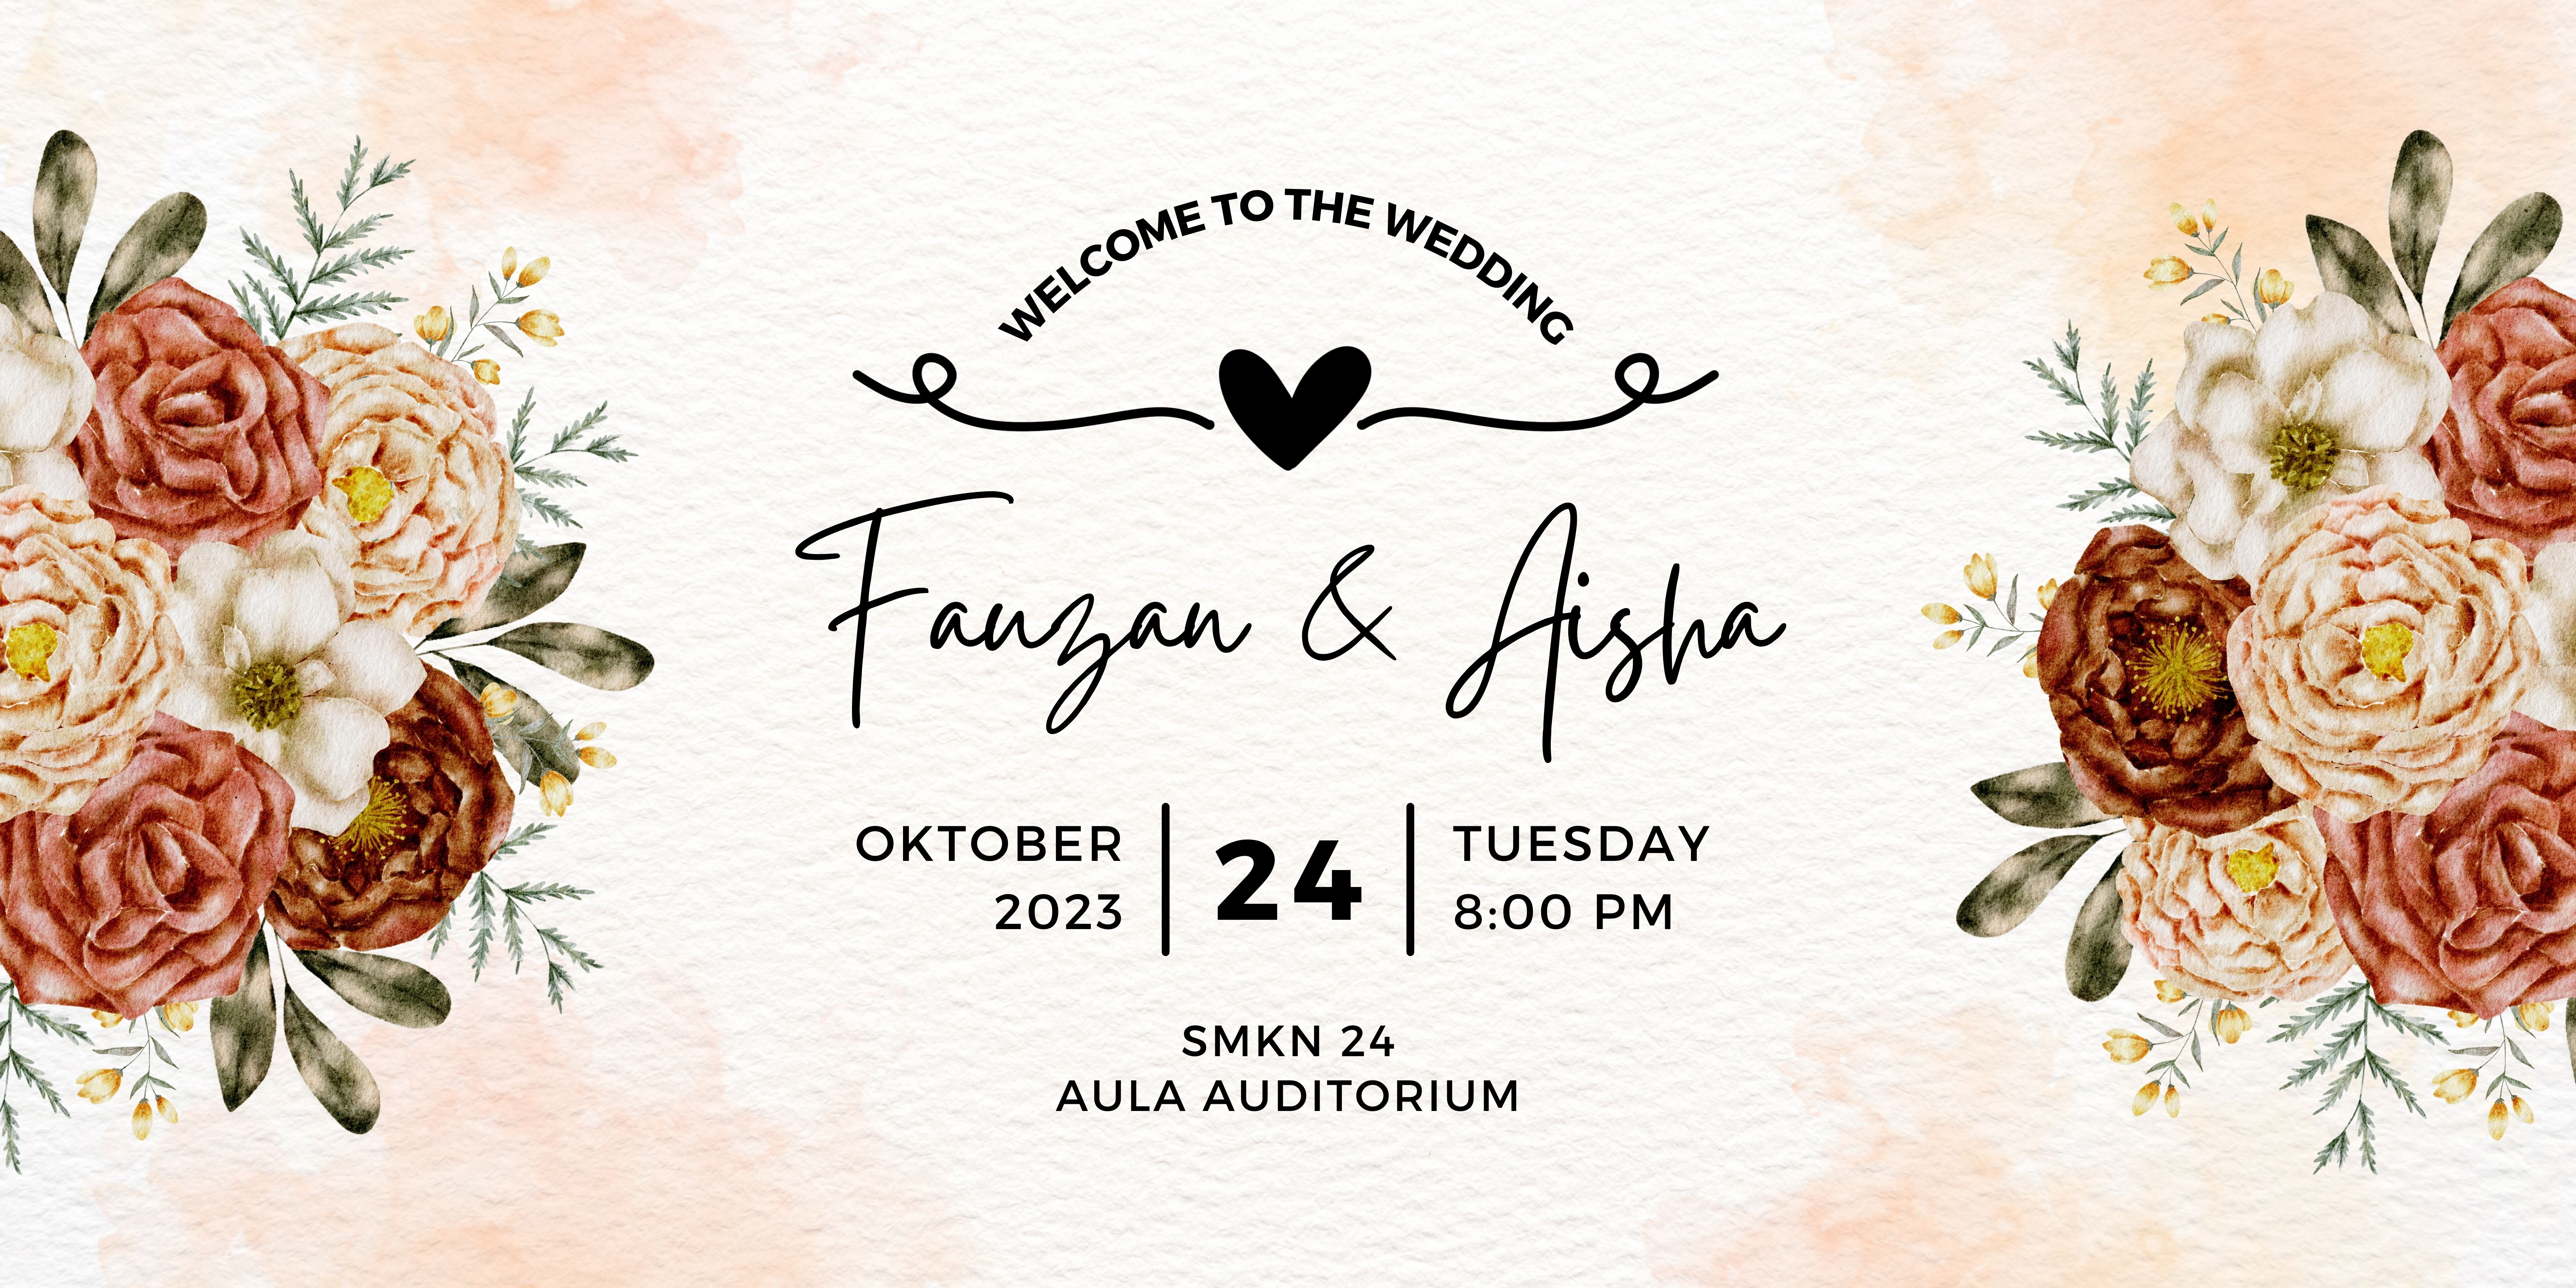 WELCOME TO THE WEDDING
Fauzan & Aisha
OKTOBER
2023
24
TUESDAY
8:00 PM
SMKN 24
AULA AUDITORIUM